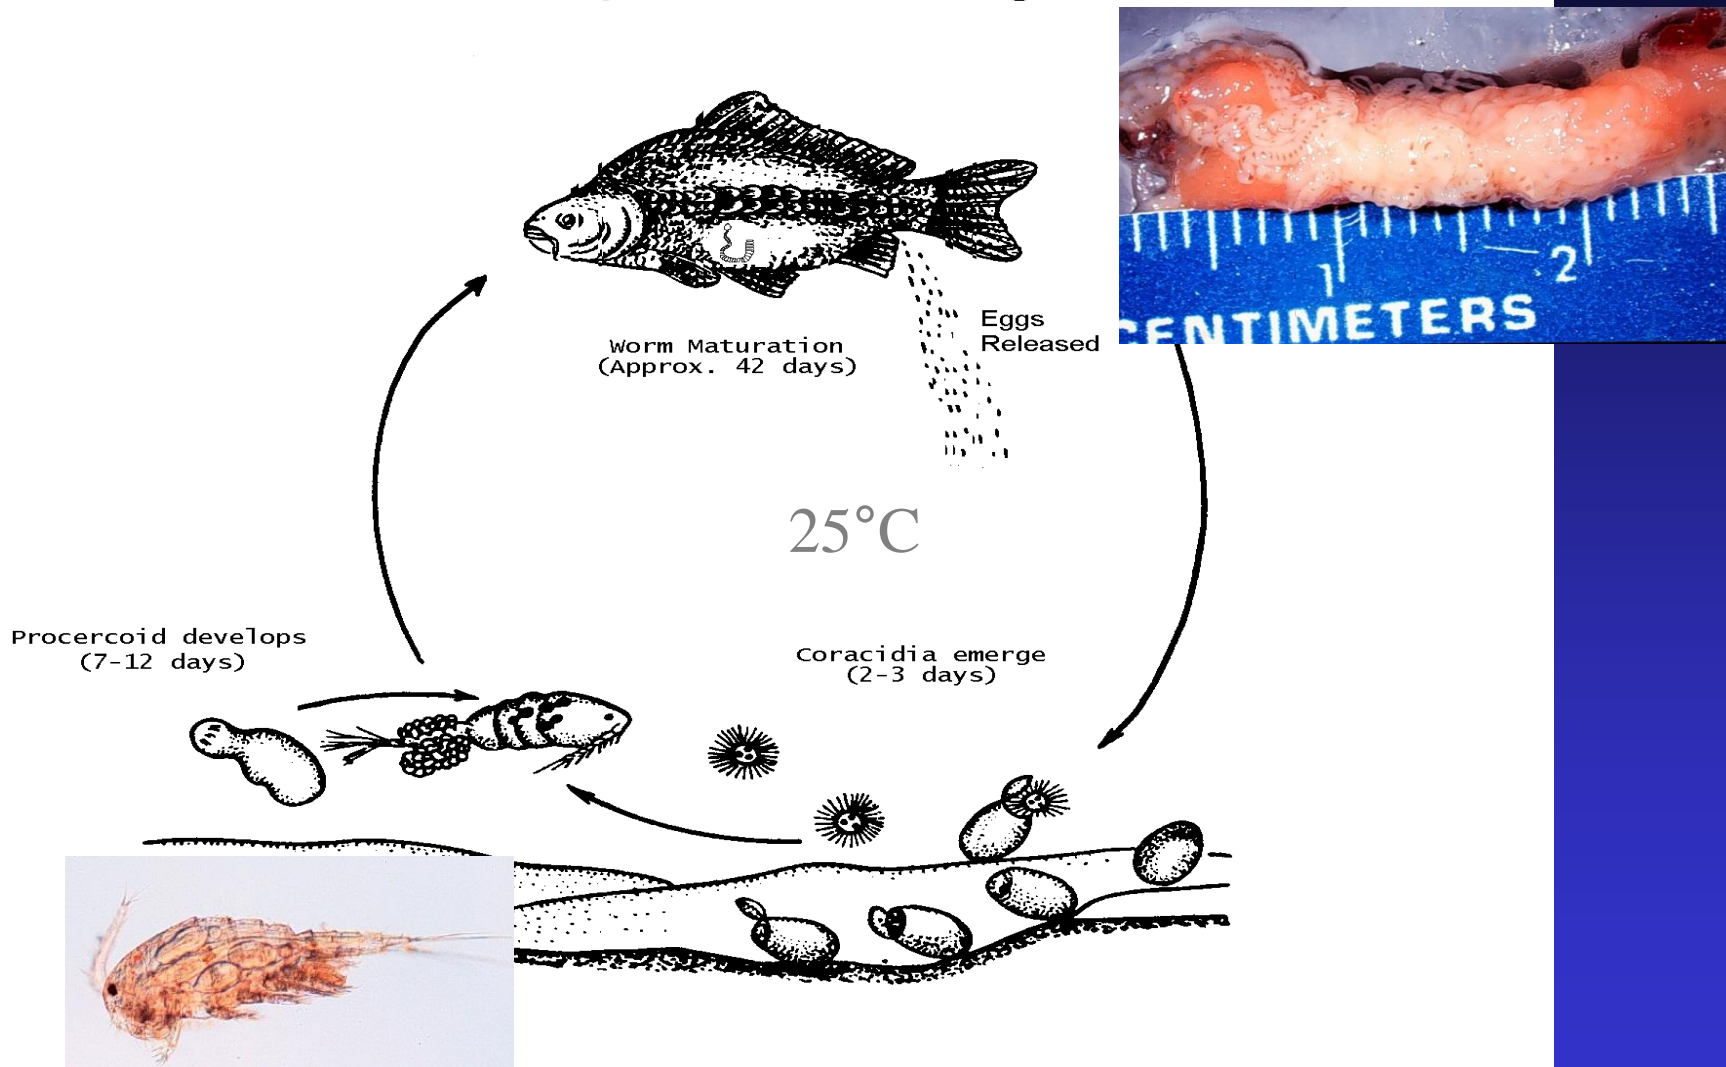 Eggs
Released
Worm Maturation
(Approx. 42 days)
1
2
CENTIMETERS
25°C
Procercoid develops
(7-12 days)
Coracidia emerge
(2-3 days)